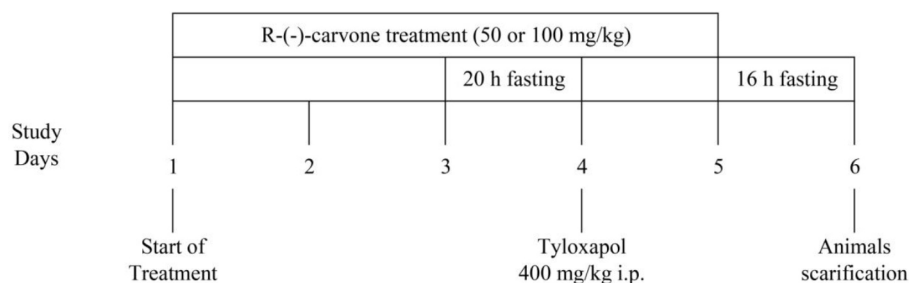 R-(-)-carvone treatment (50 or 100 mg/kg)
20 h fasting
16 h fasting
Study
Days
1
2
3
4
5
6
Start of
Treatment
Tyloxapol
400 mg/kg i.p.
Animals
scarification